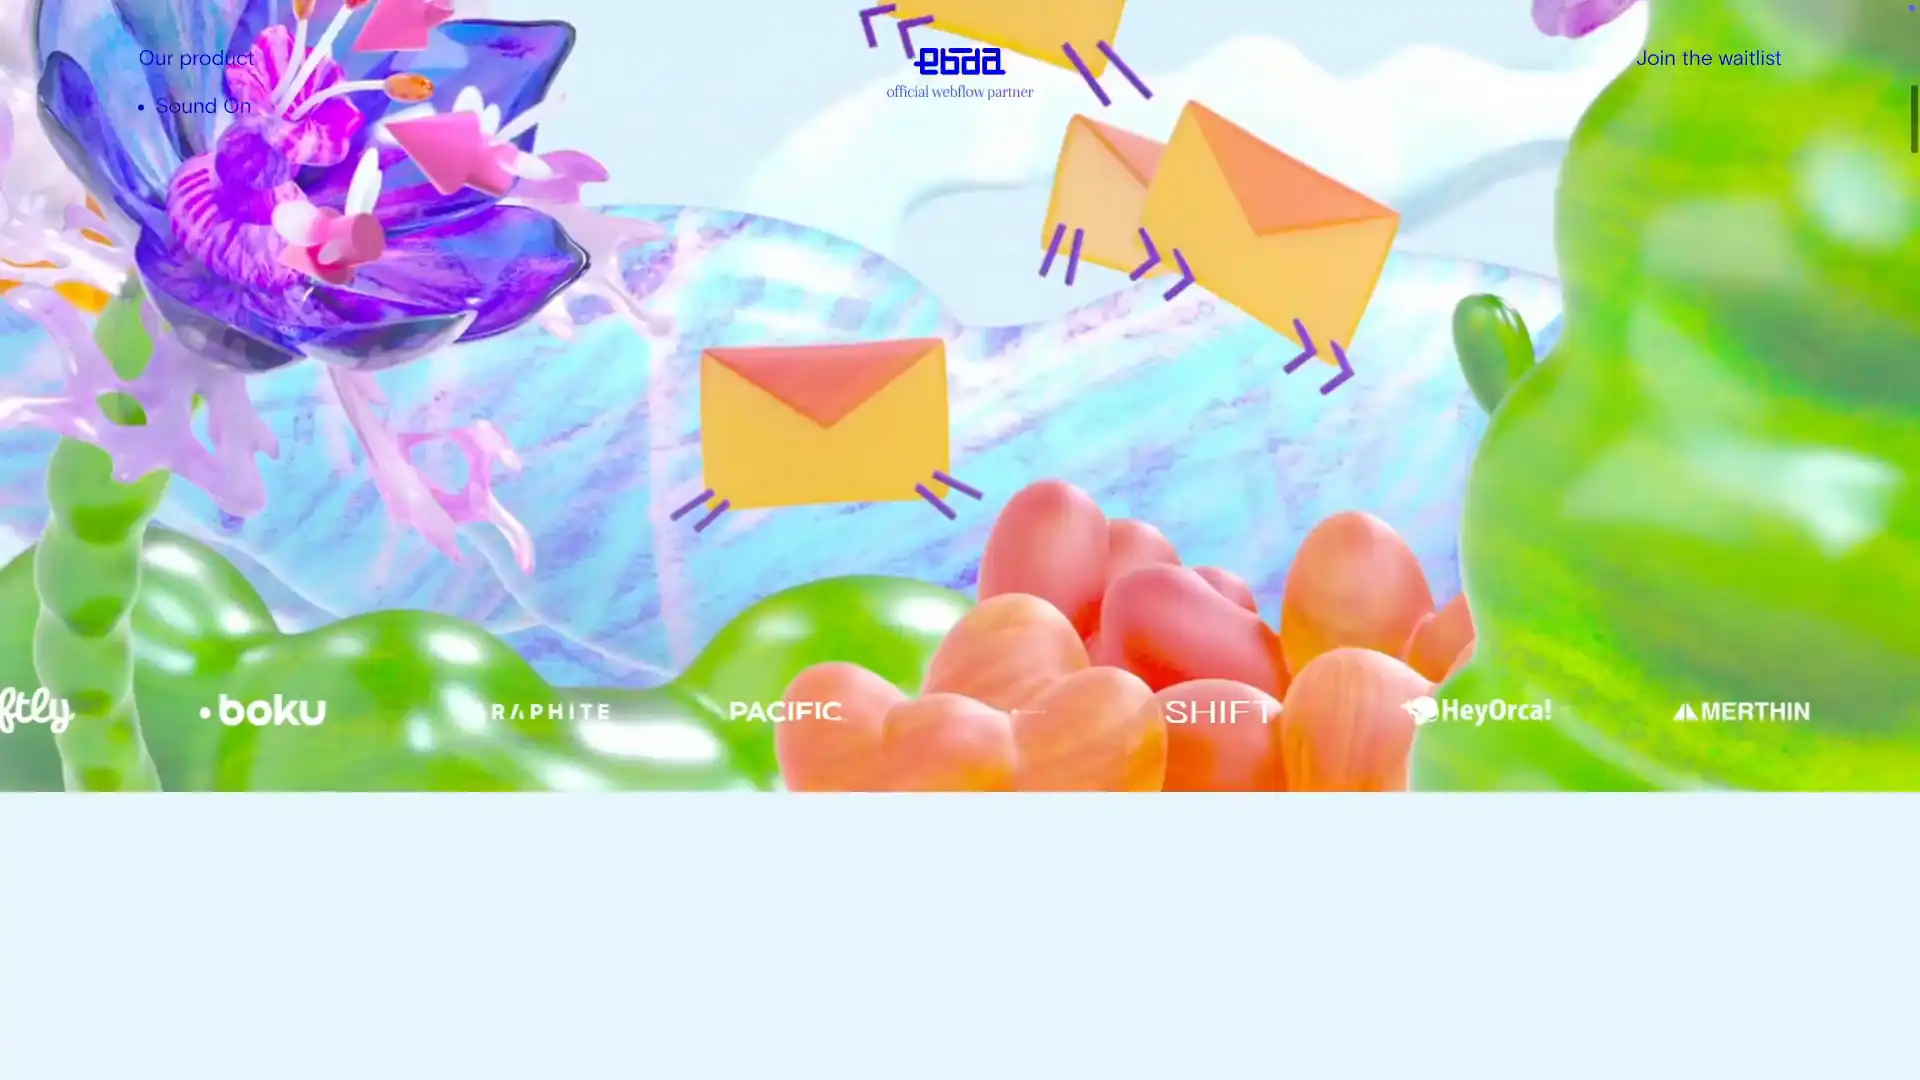 Our product
ebda
Join the waitlist
official webflow partner
• Sound On
ftly
boku
RAPHITE
PACIFIC
SHIFT
HeyOrca!
MERTHIN